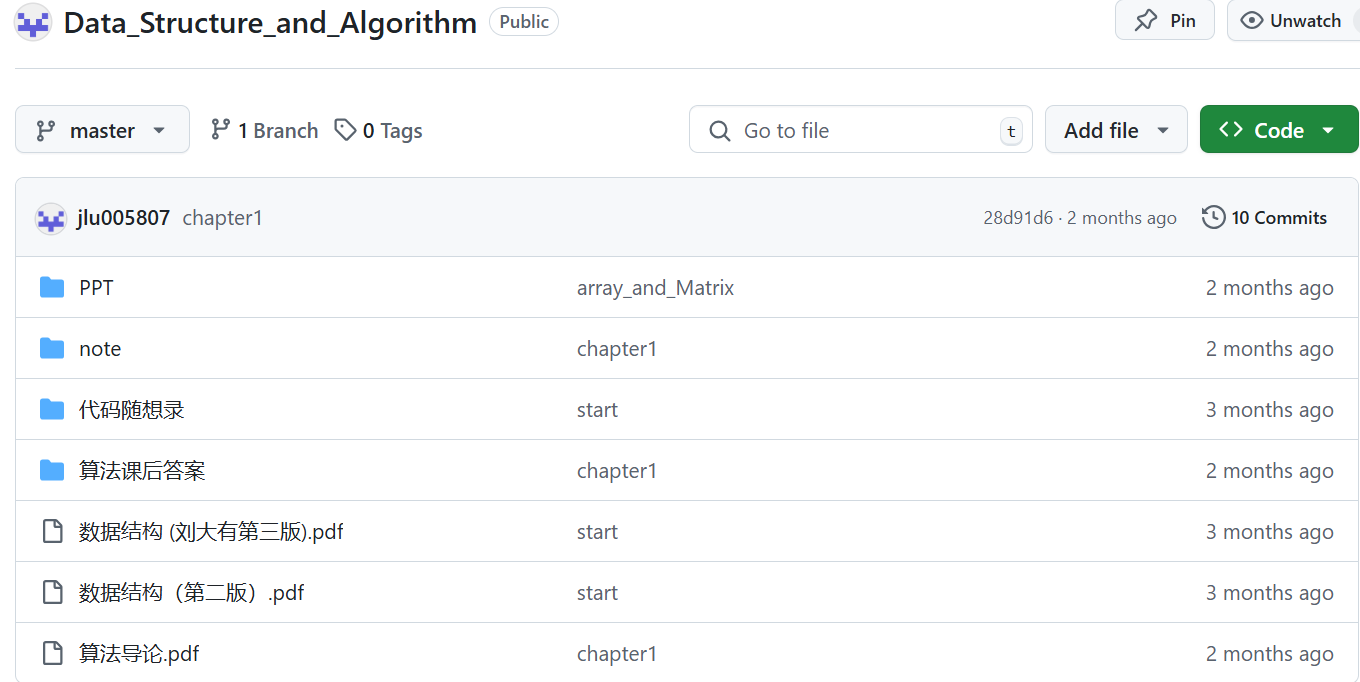 Data_Structure_and_Algorithm Public Pin Unwatch
master 1 Branch 0 Tags Go to file t Add file Code
jlu005807 chapter1 28d91d6 · 2 months ago 10 Commits
PPT array_and_Matrix 2 months ago
note chapter1 2 months ago
代码随想录 start 3 months ago
算法课后答案 chapter1 2 months ago
数据结构 (刘大有第三版).pdf start 3 months ago
数据结构（第二版）.pdf start 3 months ago
算法导论.pdf chapter1 2 months ago